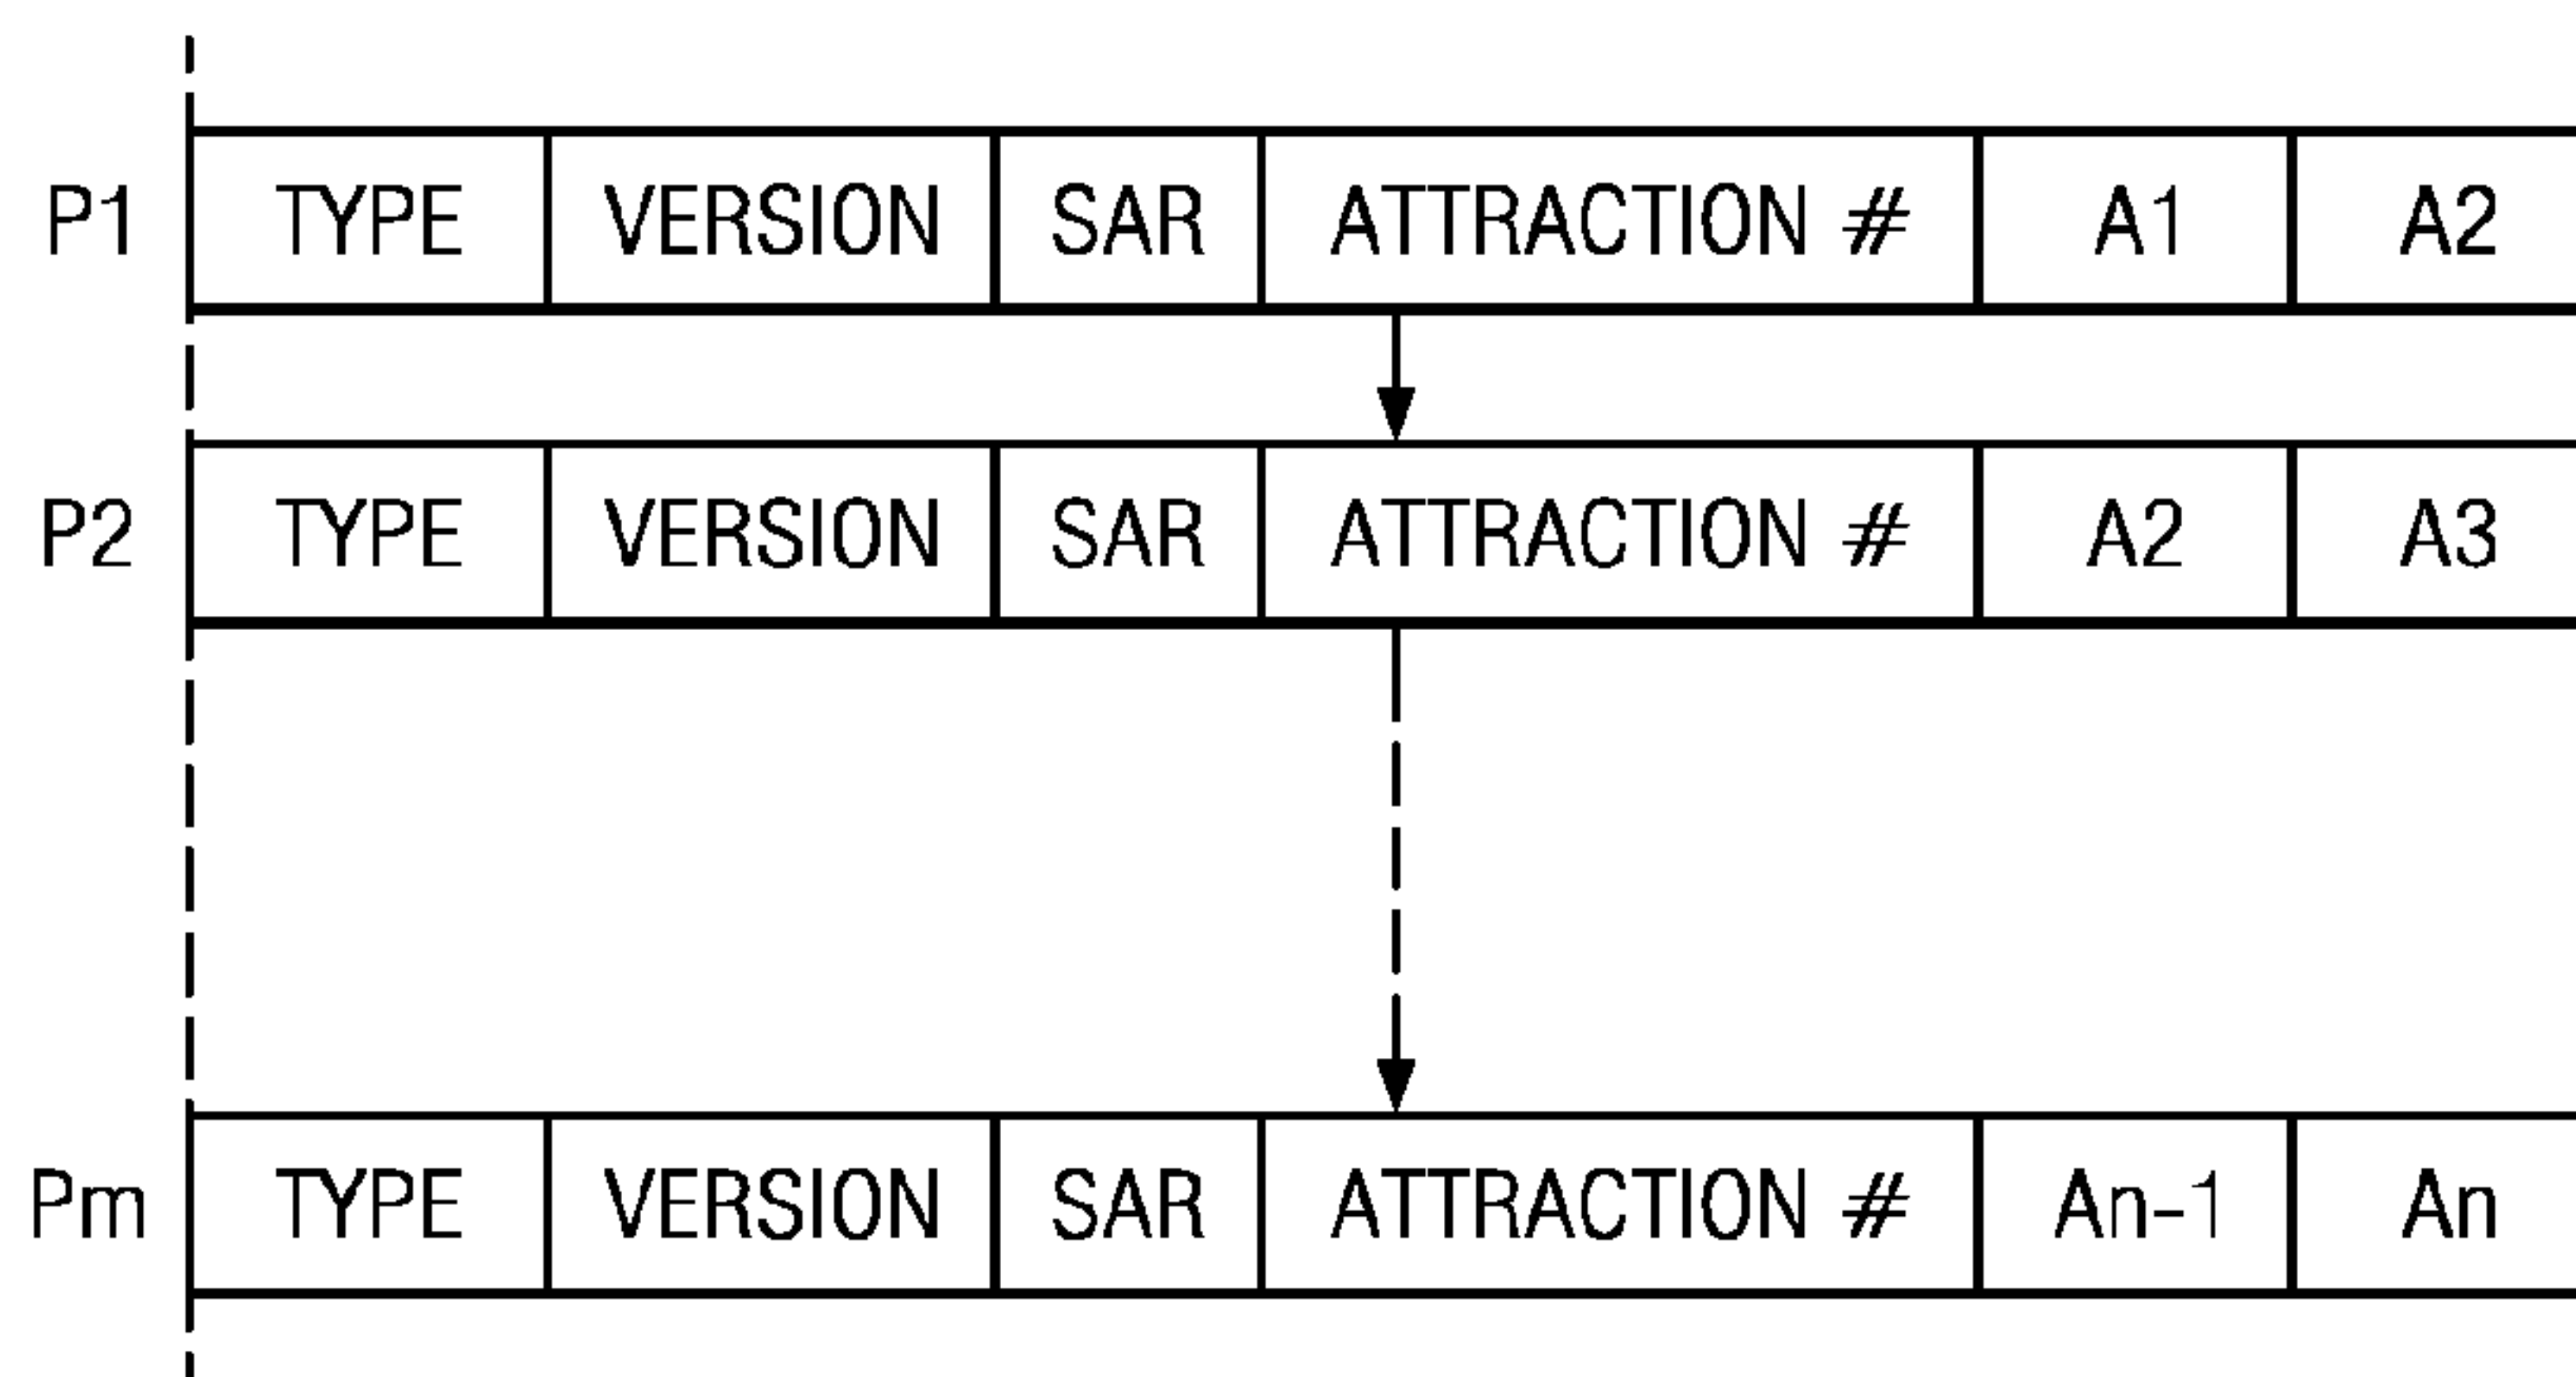 P1 TYPE VERSION SAR ATTRACTION # A1 A2
P2 TYPE VERSION SAR ATTRACTION # A2 A3
Pm TYPE VERSION SAR ATTRACTION # An-1 An